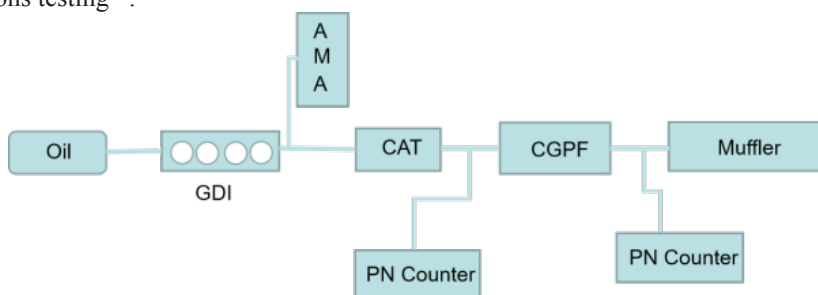 ons testing
A
M
A
Oil
GDI
CAT
CGPF
Muffler
PN Counter
PN Counter